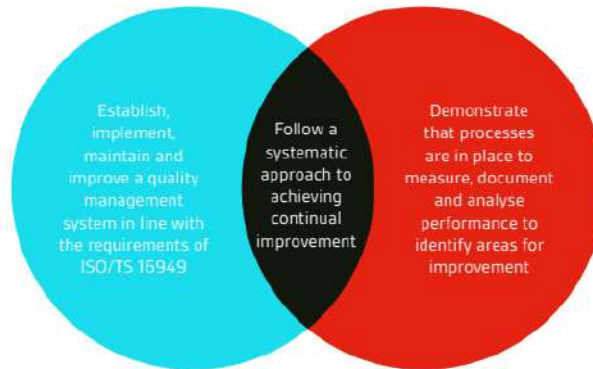 Establish,
implement,
maintain and
improve a quality
management
system in line with
the requirements of
ISO/TS 16949
Follow a
systematic
approach to
achieving
continual
improvement
Demonstrate
that processes
are in place to
measure, document
and analyse
performance to
identify areas for
improvement